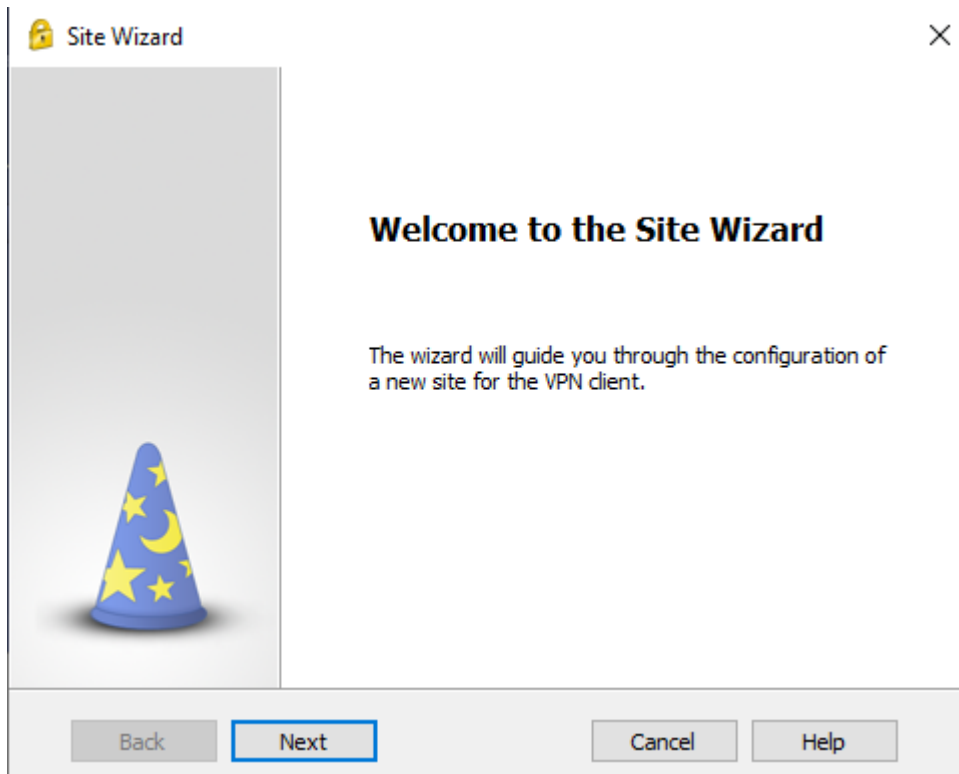 Site Wizard
Welcome to the Site Wizard
The wizard will guide you through the configuration of
a new site for the VPN client.
Back
Next
Cancel
Help